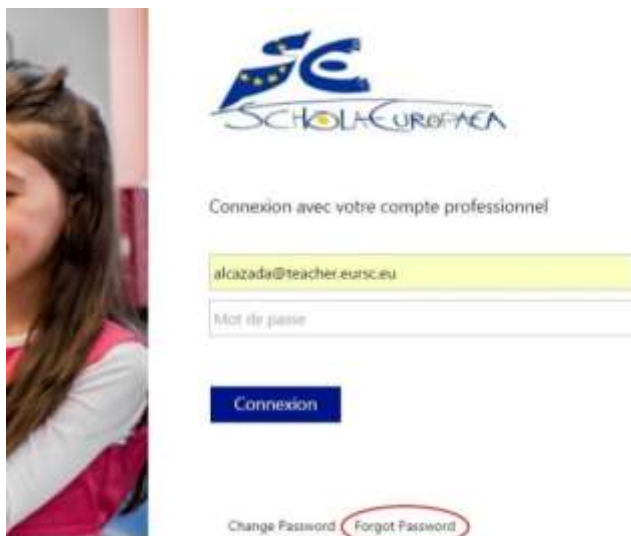 SCHOLA EUROPAEA
Connexion avec votre compte professionnel
alcazada@teacher.eursc.eu
Mot de passe
Connexion
Change Password Forgot Password